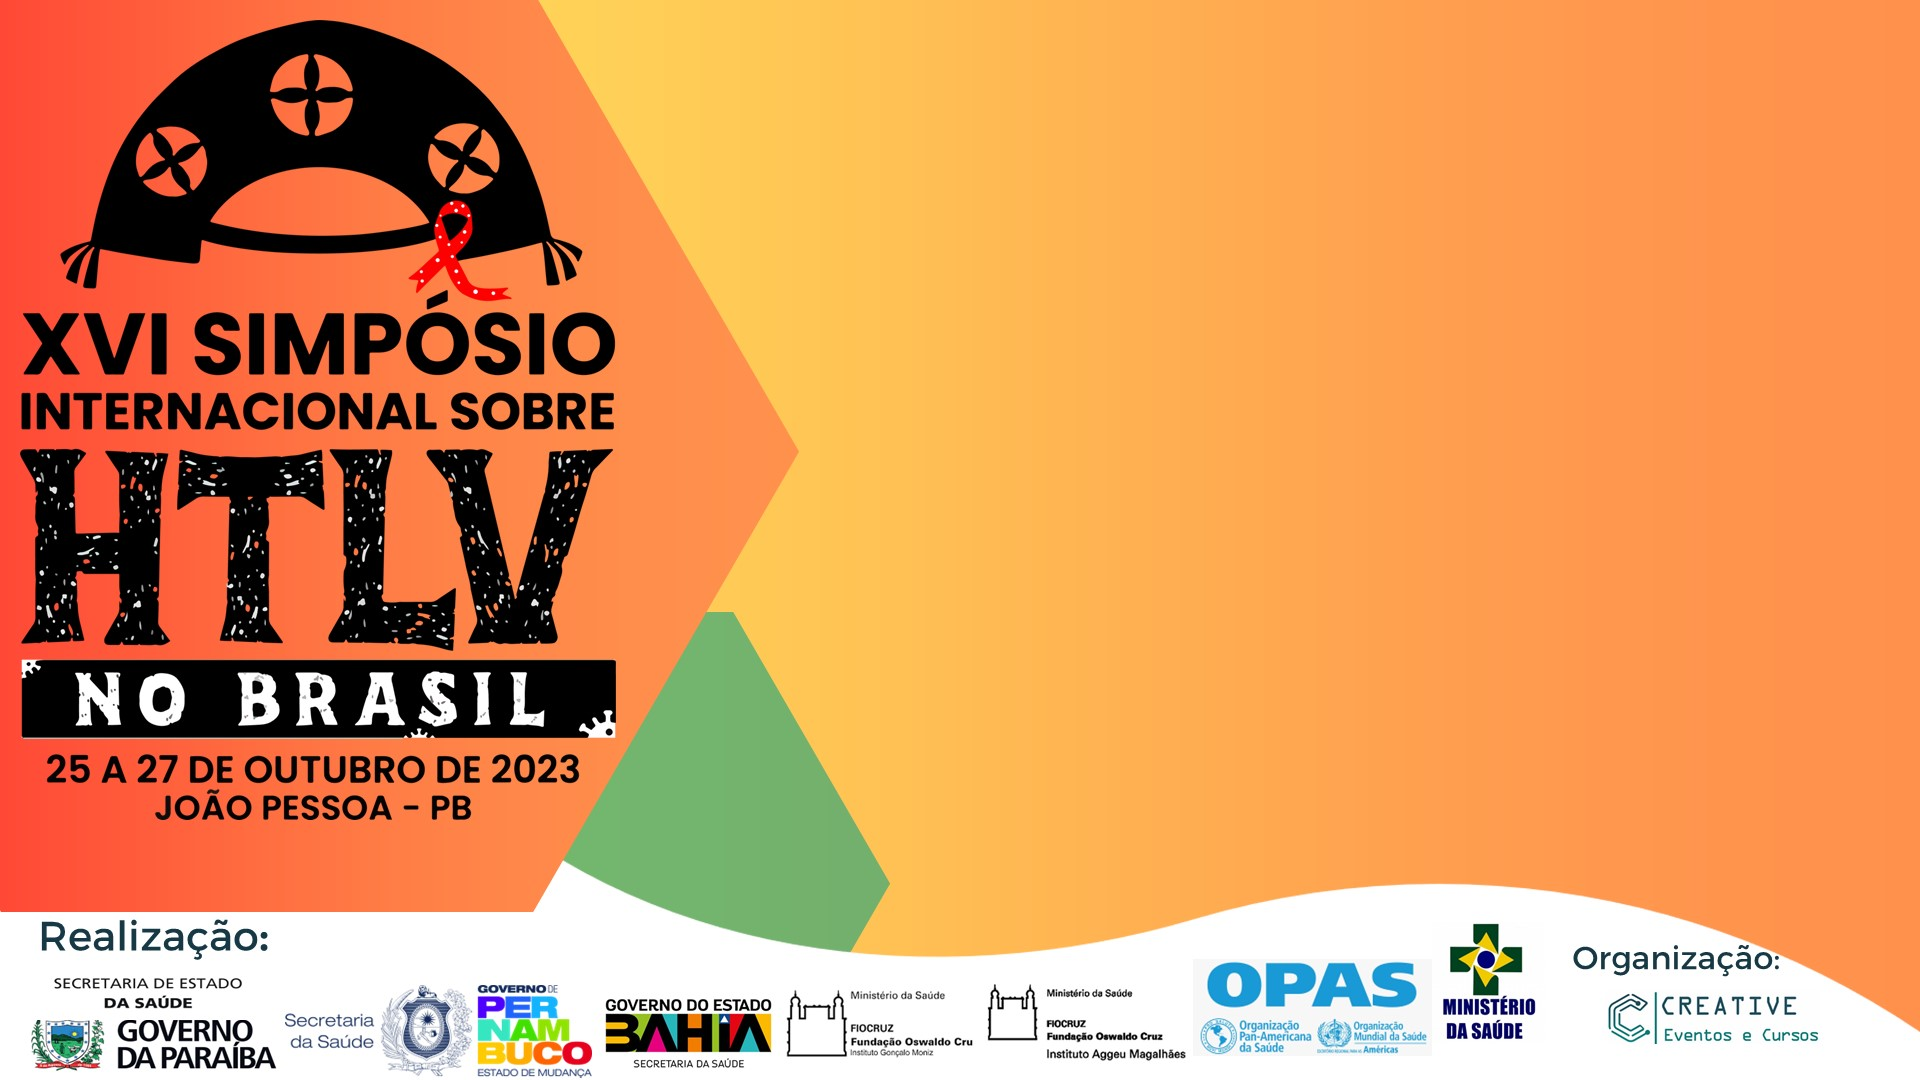 XVI SIMPÓSIO
INTERNACIONAL SOBRE
HTLV
NO BRASIL
25 A 27 DE OUTUBRO DE 2023
JOÃO PESSOA - PB
Realização:
SECRETARIA DE ESTADO
DA SAÚDE
GOVERNO
DA PARAÍBA
Secretaria
da Saúde
GOVERNO DE
PER
NAM
BUCO
ESTADO DE MUDANÇA
GOVERNO DO ESTADO
BAHIA
SECRETARIA DA SAÚDE
Ministério da Saúde
FIOCRUZ
Fundação Oswaldo Cru
Instituto Gonçalo Moniz
Ministério da Saúde
FIOCRUZ
Fundação Oswaldo Cruz
Instituto Aggeu Magalhães
OPAS
Organização
Pan-Americana
da Saúde
Organização
Mundial da Saúde
Américas
MINISTÉRIO
DA SAÚDE
Organização:
CREATIVE
Eventos e Cursos